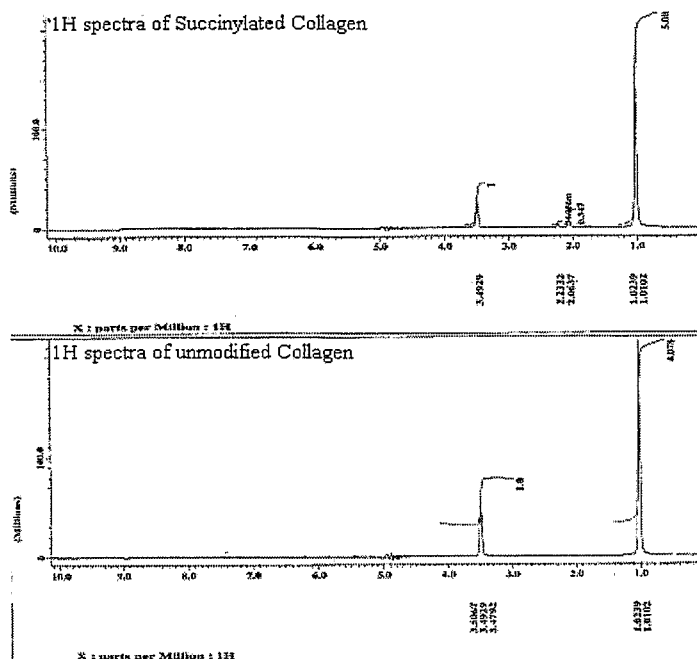 1H spectra of Succinylated Collagen
5.08
100.0
1
0.347
(Millions)
0
10.0 9.0 8.0 7.0 6.0 5.0 4.0 3.0 2.0 1.0
3.4929
2.2332
2.0637
1.0239
1.0102
X : parts per Million : 1H
1H spectra of unmodified Collagen
100.0
1.0
(Millions)
0
10.0 9.0 8.0 7.0 6.0 5.0 4.0 3.0 2.0 1.0
3.5067
3.4929
3.4792
1.0239
1.0102
X : parts per Million : 1H